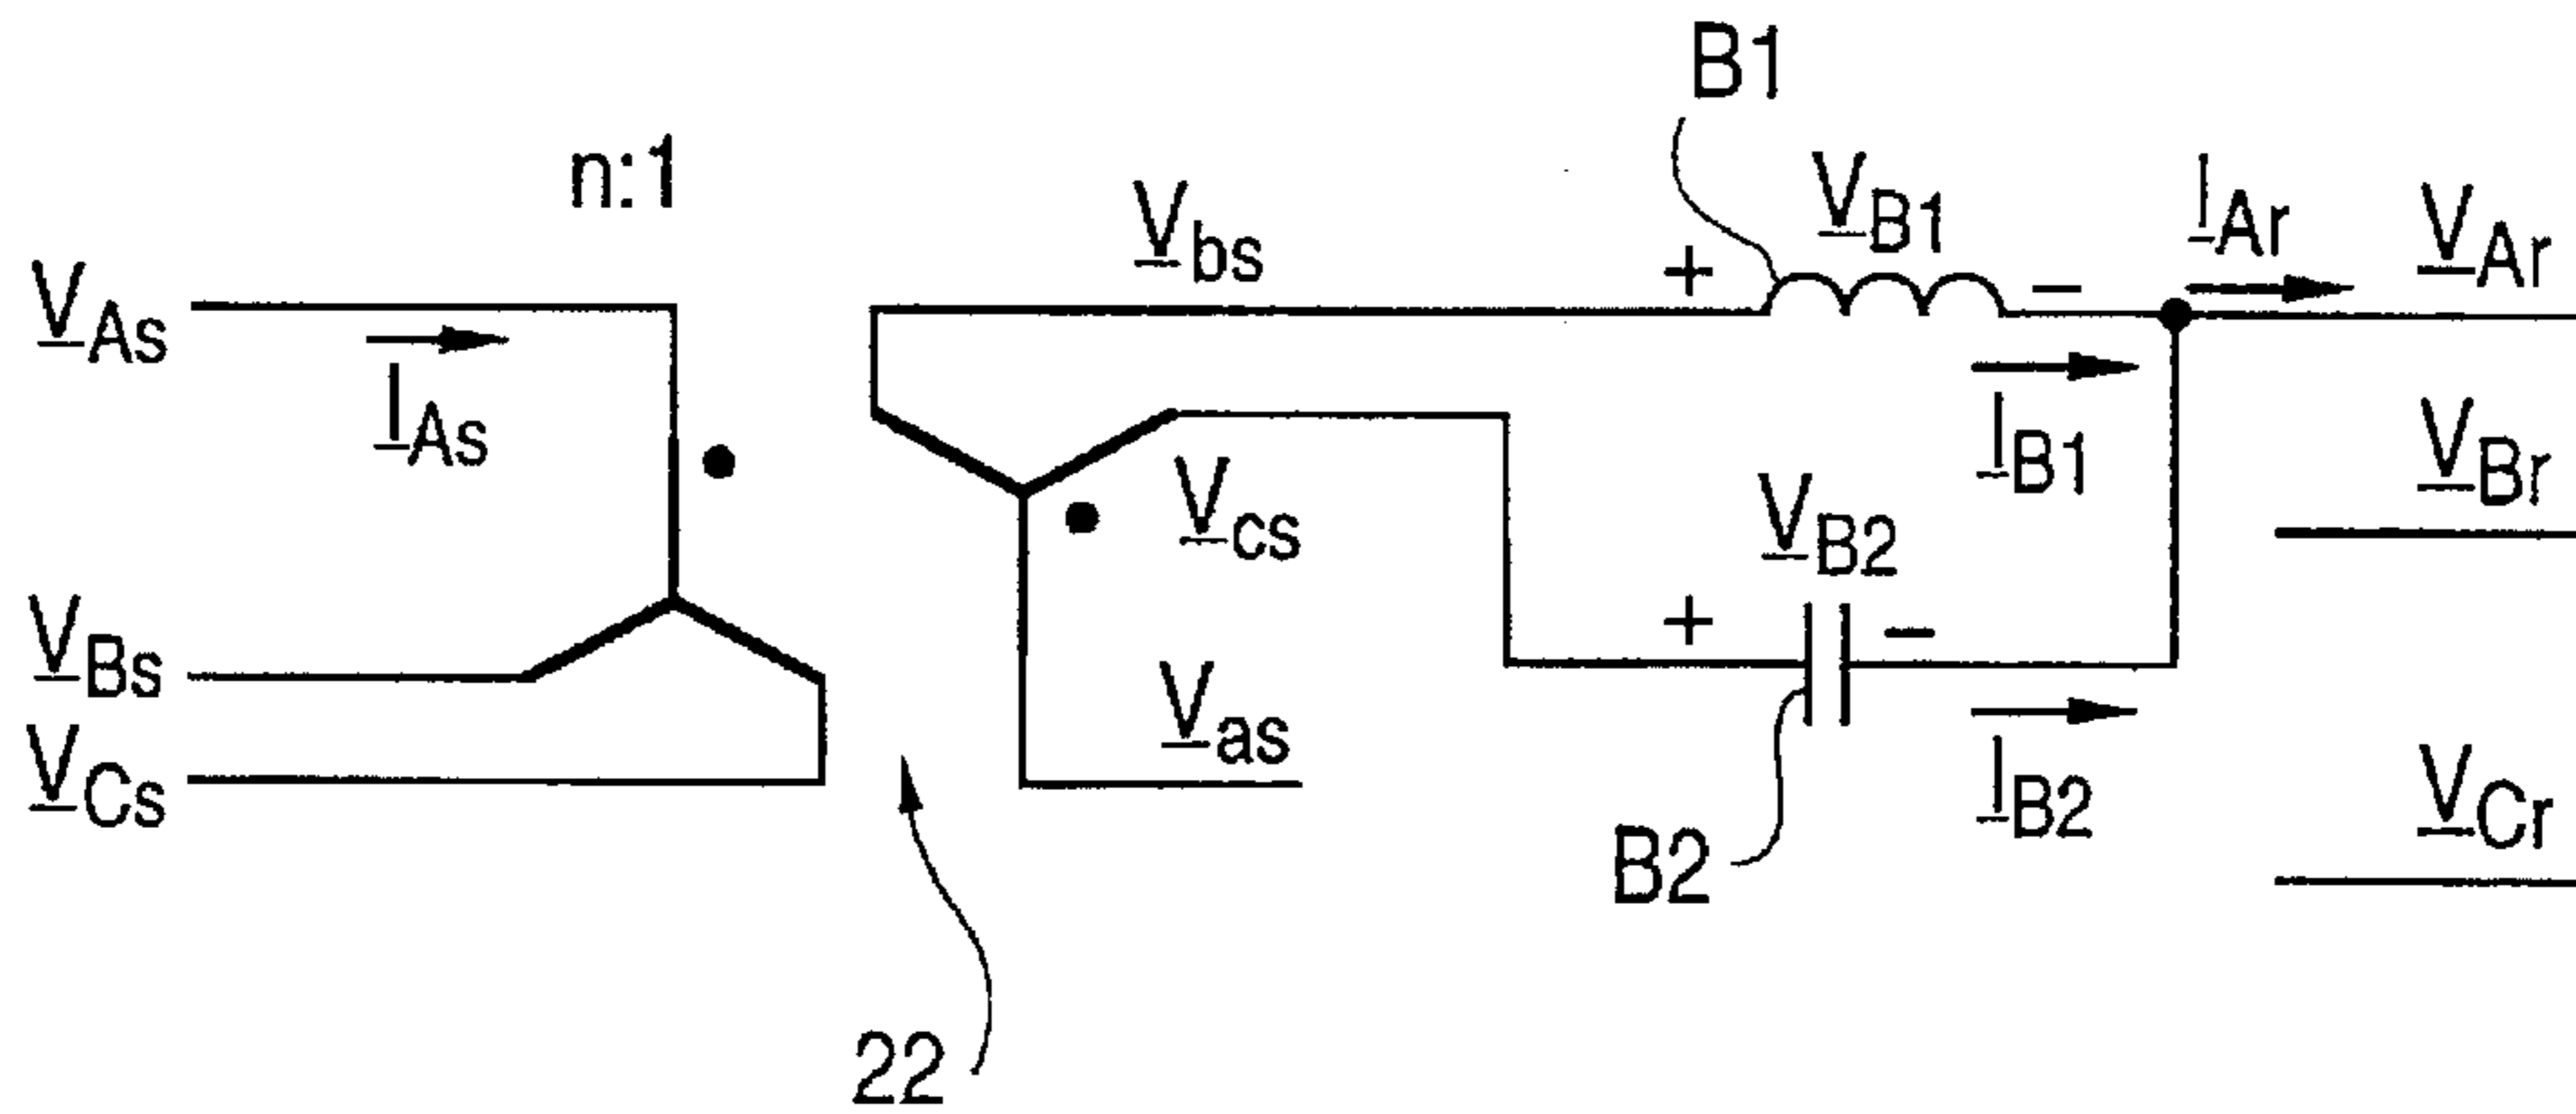 B1
n:1
V_bs
+
V_B1
−
I_Ar
V_Ar
V_As
I_As
I_B1
V_Br
V_cs
V_B2
+
−
V_Bs
V_as
V_Cs
I_B2
V_Cr
B2
22